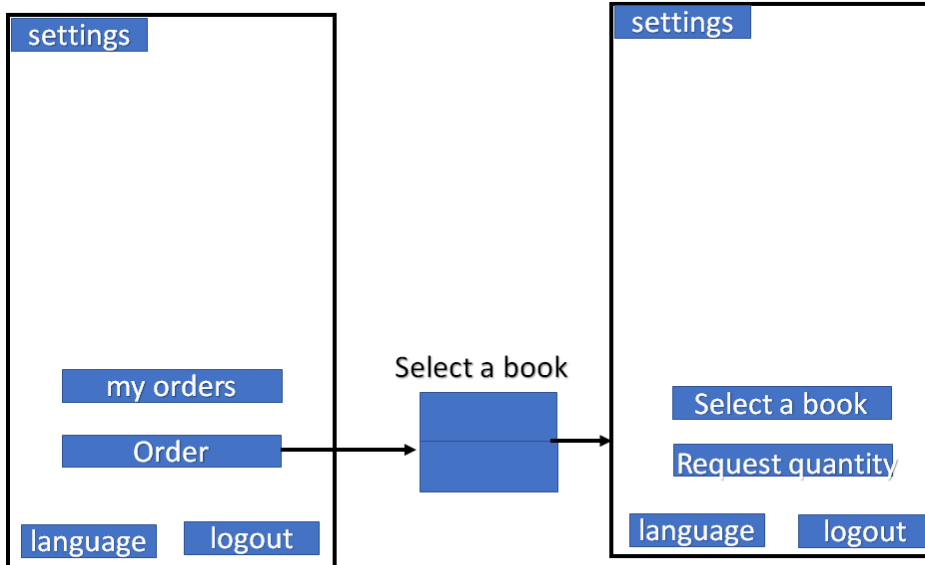 settings
my orders
Order
language
logout
Select a book
settings
Select a book
Request quantity
language
logout